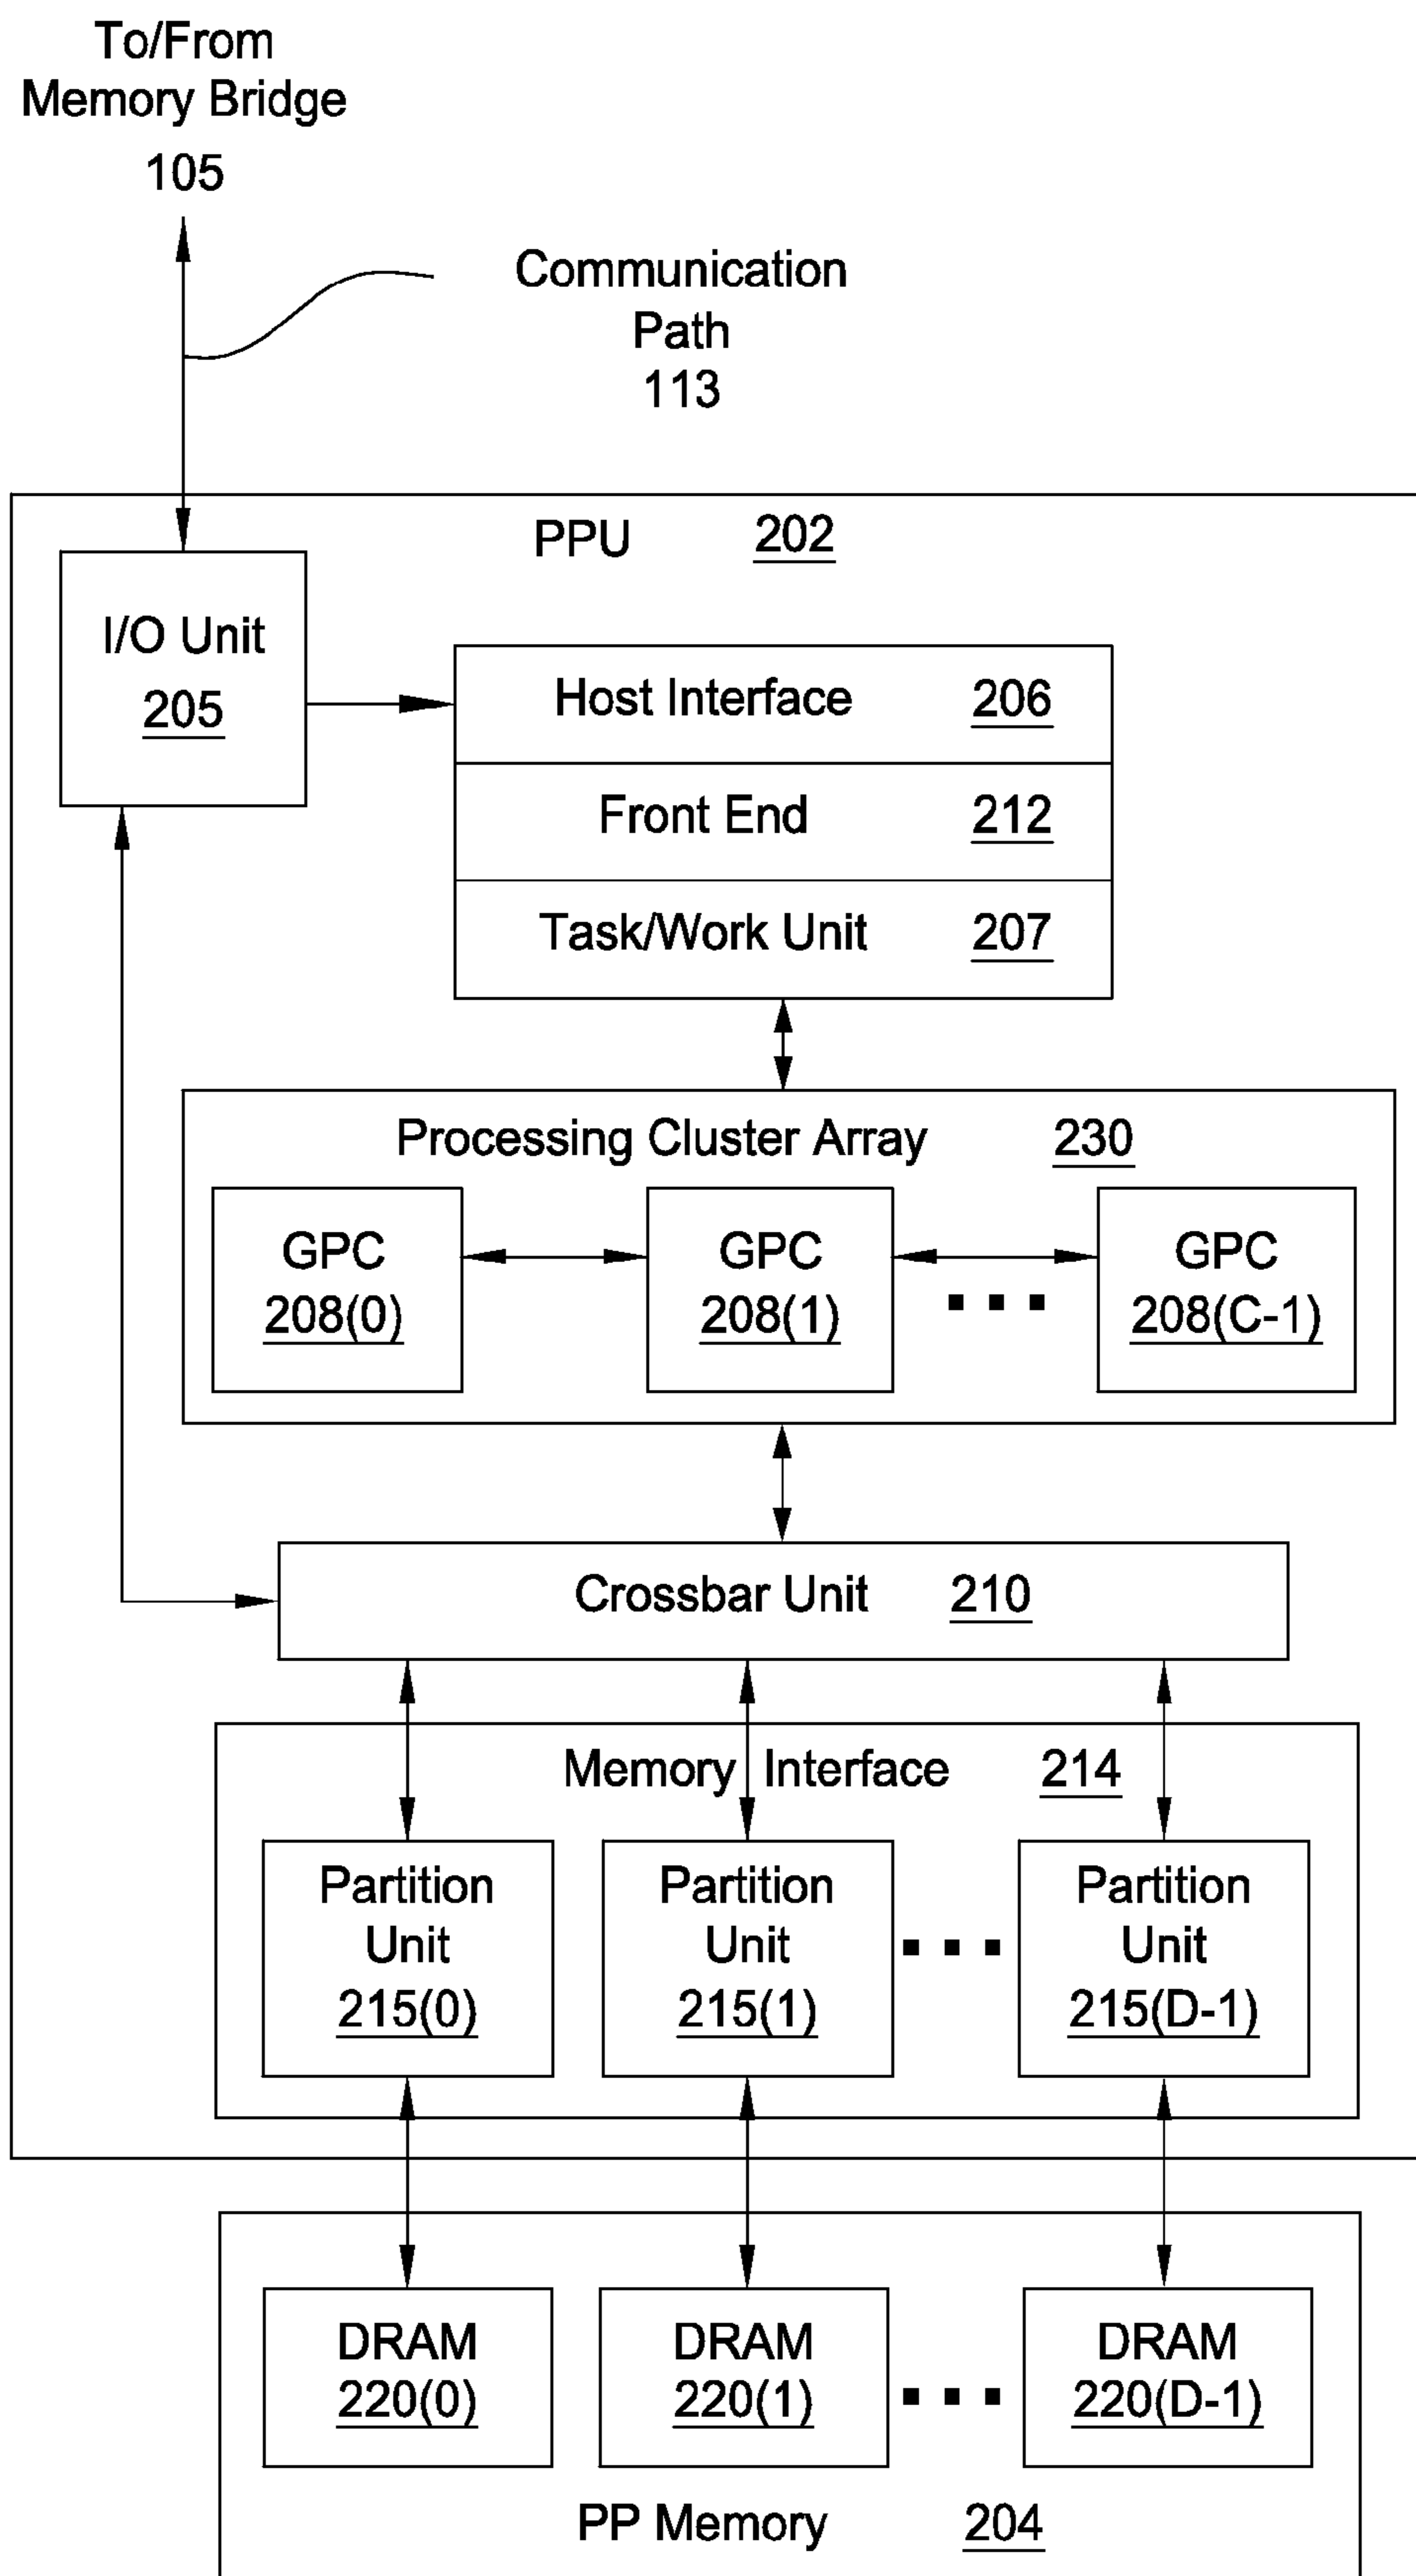 To/From
Memory Bridge
105
Communication
Path
113
PPU 202
I/O Unit
205
Host Interface 206
Front End 212
Task/Work Unit 207
Processing Cluster Array 230
GPC
208(0)
GPC
208(1)
GPC
208(C-1)
Crossbar Unit 210
Memory Interface 214
Partition
Unit
215(0)
Partition
Unit
215(1)
Partition
Unit
215(D-1)
DRAM
220(0)
DRAM
220(1)
DRAM
220(D-1)
PP Memory 204